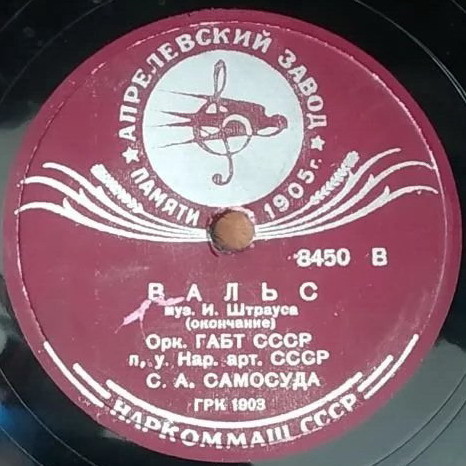 ★ АПРЕЛЕВСКИЙ ЗАВОД ★
ПАМЯТИ 1905 г.
8450 В
ВАЛЬС
муз. И. Штрауса
(окончание)
Орк. ГАБТ СССР
п. у. Нар. арт. СССР
С. А. САМОСУДА
ГРК 1903
НАРКОММАШ СССР